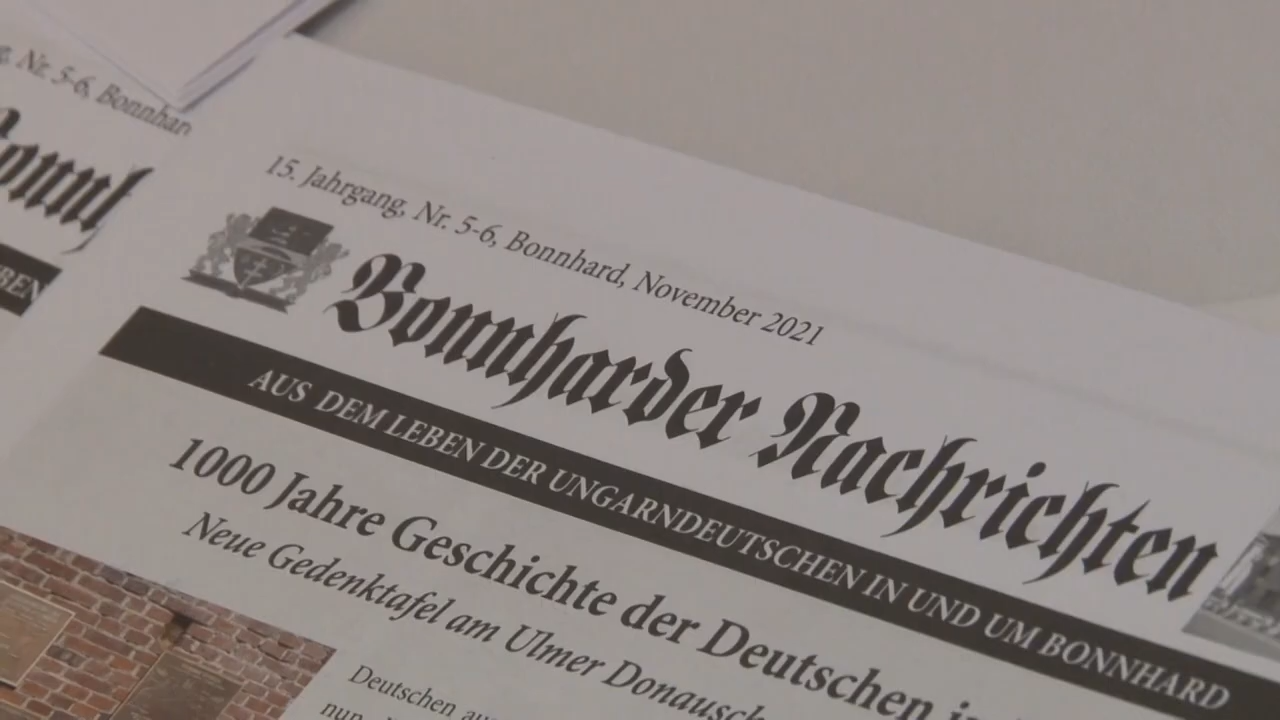 Nr. 5-6, Bonnhar
15. Jahrgang, Nr. 5-6, Bonnhard, November 2021
Bonnharder Nachrichten
AUS DEM LEBEN DER UNGARNDEUTSCHEN IN UND UM BONNHARD
1000 Jahre Geschichte der Deutschen
Neue Gedenktafel am Ulmer Donausch
Deutschen
nun